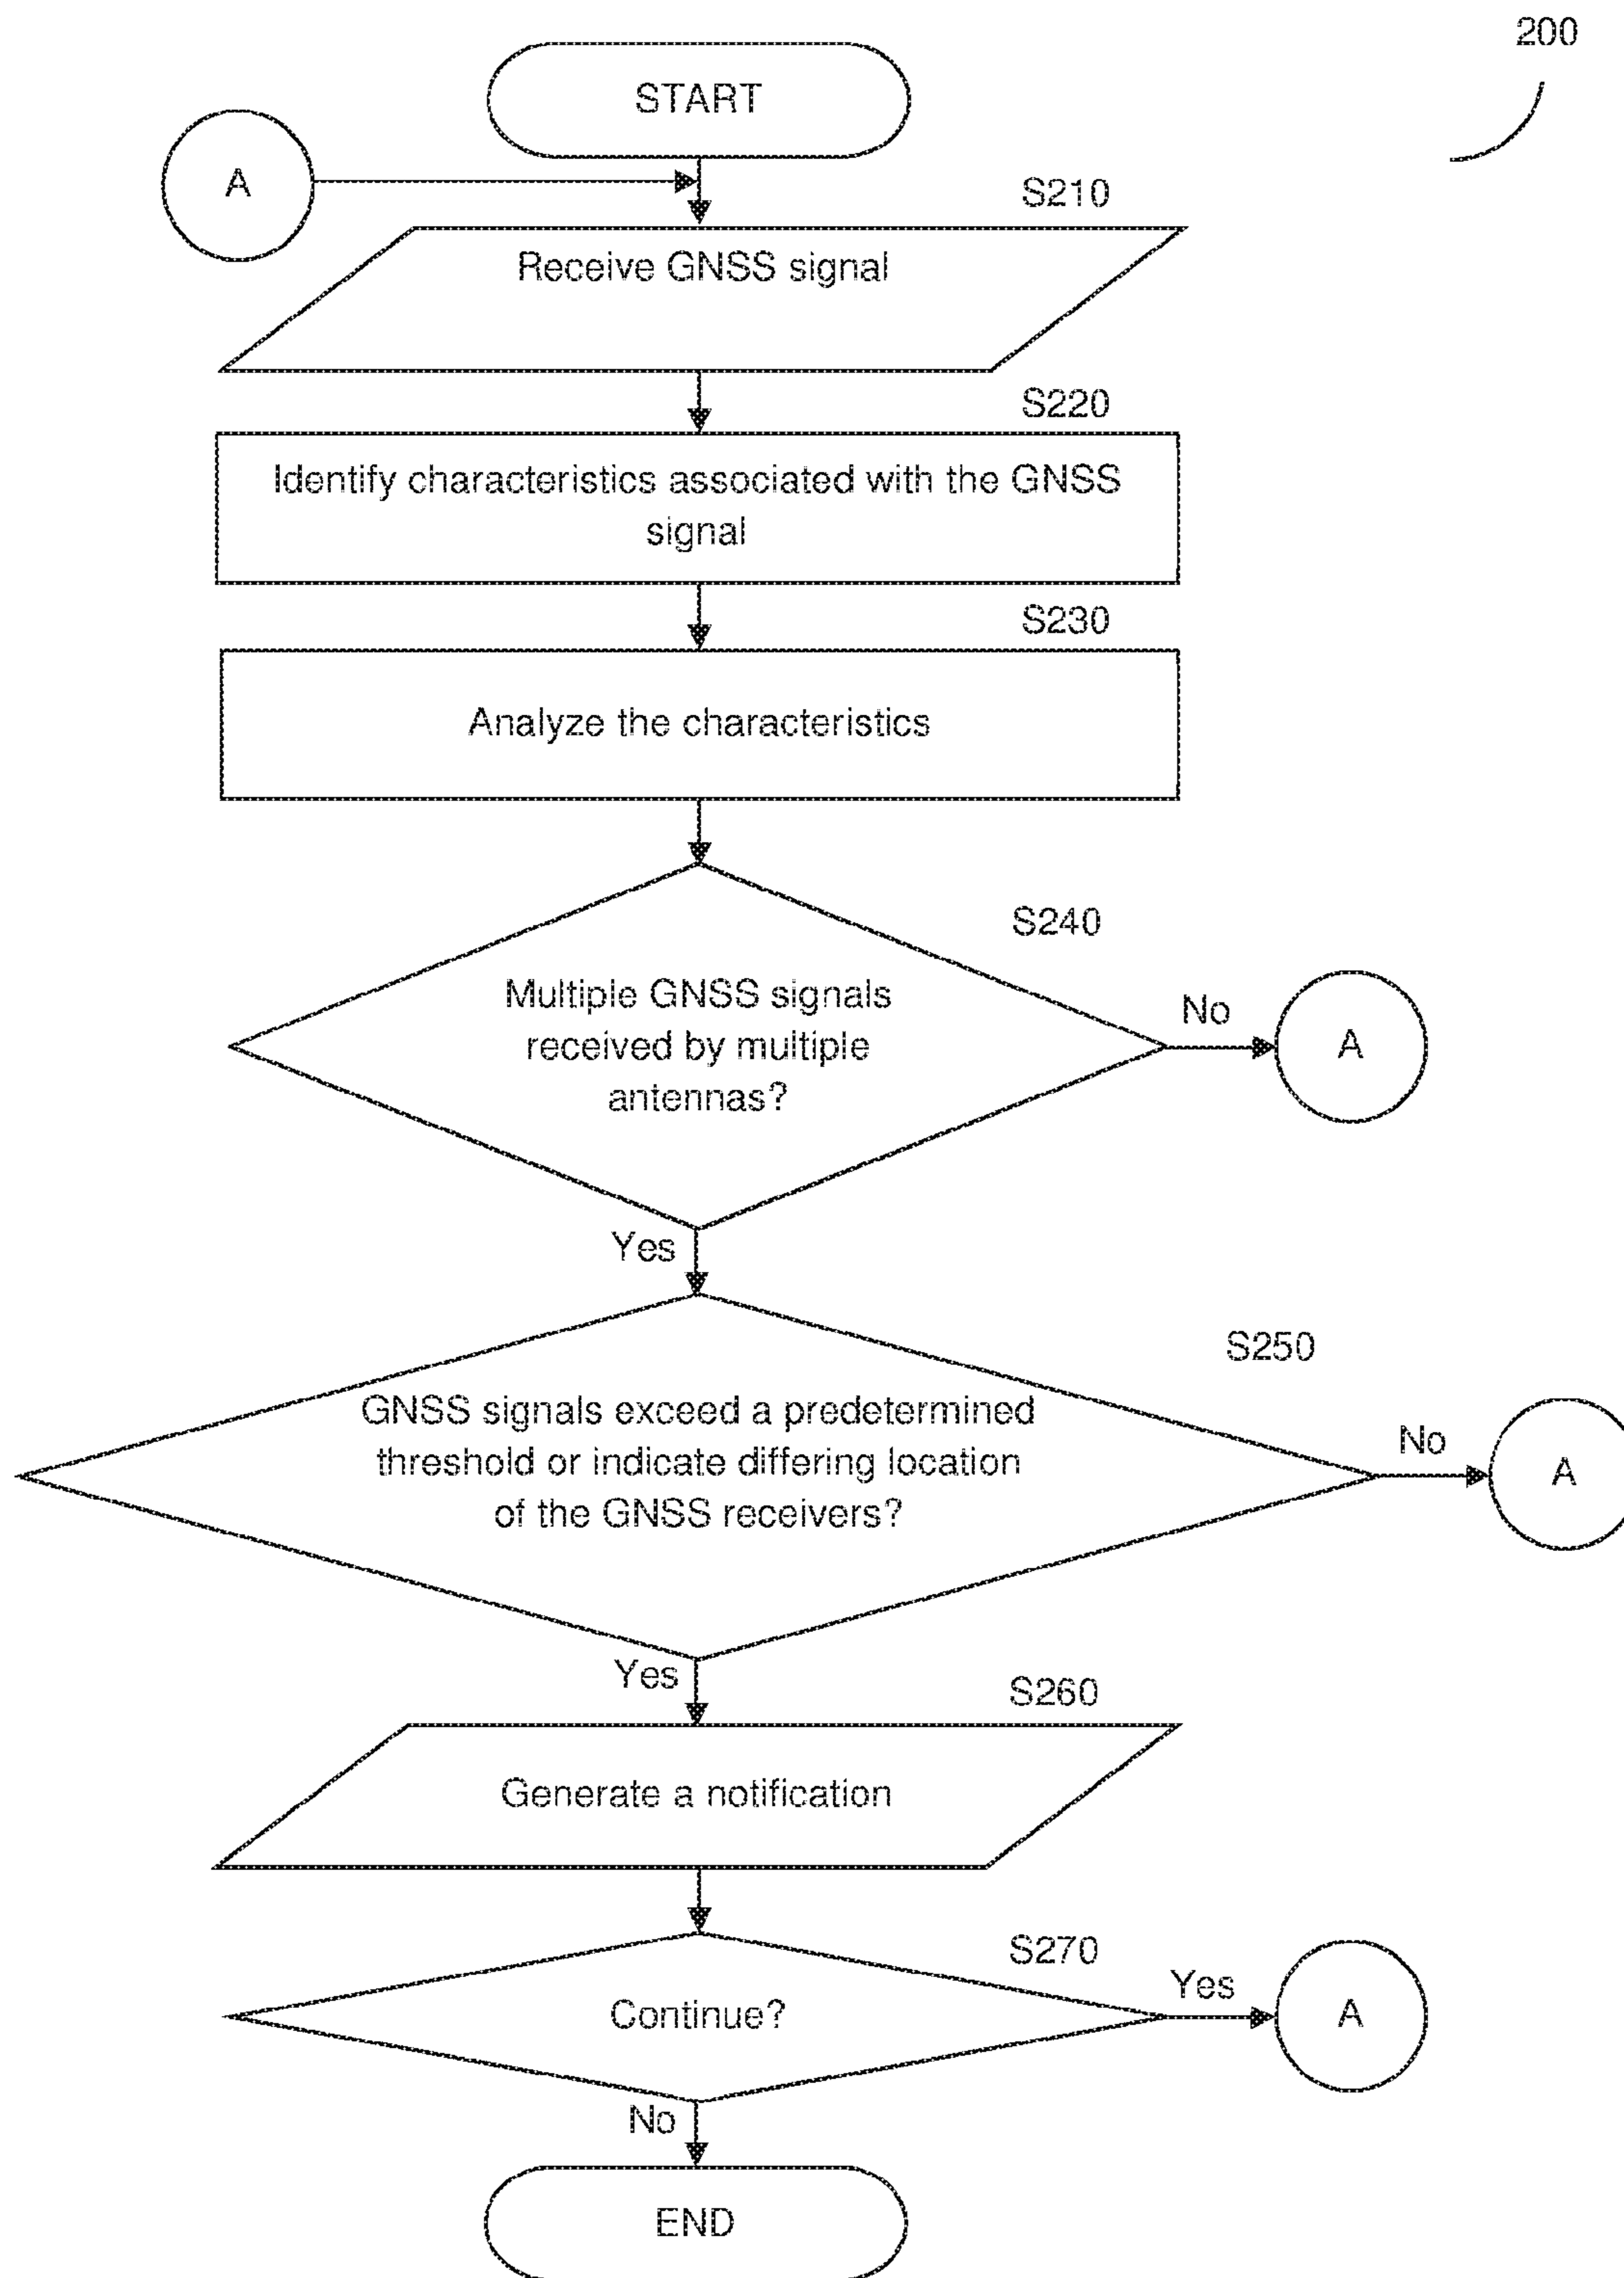 200
START
A
S210
Receive GNSS signal
S220
Identify characteristics associated with the GNSS
signal
S230
Analyze the characteristics
S240
Multiple GNSS signals
received by multiple
antennas?
No
A
Yes
S250
GNSS signals exceed a predetermined
threshold or indicate differing location
of the GNSS receivers?
No
A
Yes
S260
Generate a notification
S270
Continue?
Yes
A
No
END